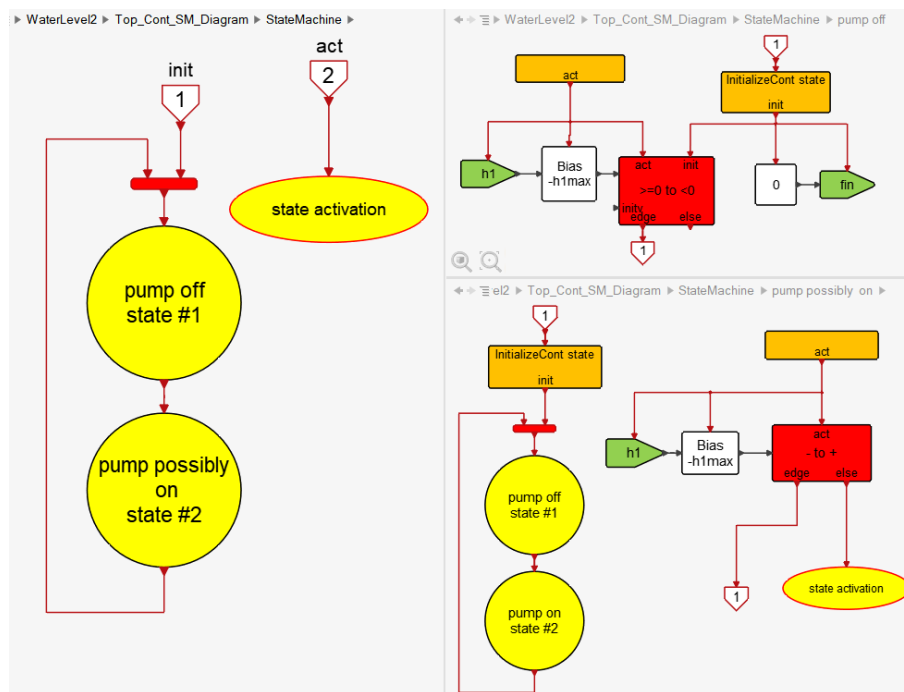 WaterLevel2 Top_Cont_SM_Diagram StateMachine
init
1
act
2
state activation
pump off
state #1
pump possibly
on
state #2
WaterLevel2 Top_Cont_SM_Diagram StateMachine pump off
act
1
InitializeCont state
init
h1
Bias
-h1max
act init
>=0 to <0
inity
edge else
1
0
fin
el2 Top_Cont_SM_Diagram StateMachine pump possibly on
1
InitializeCont state
init
pump off
state #1
pump on
state #2
act
h1
Bias
-h1max
act
- to +
edge else
1
state activation